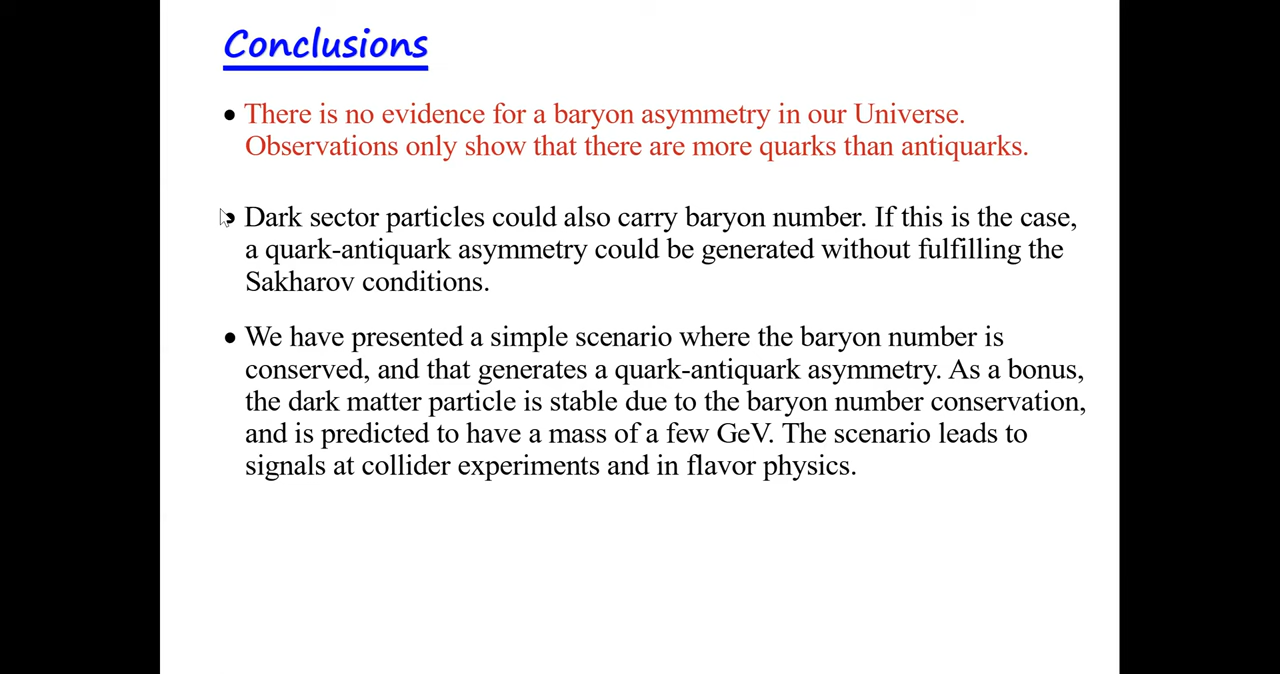 Conclusions
• There is no evidence for a baryon asymmetry in our Universe.
Observations only show that there are more quarks than antiquarks.
• Dark sector particles could also carry baryon number. If this is the case,
a quark-antiquark asymmetry could be generated without fulfilling the
Sakharov conditions.
• We have presented a simple scenario where the baryon number is
conserved, and that generates a quark-antiquark asymmetry. As a bonus,
the dark matter particle is stable due to the baryon number conservation,
and is predicted to have a mass of a few GeV. The scenario leads to
signals at collider experiments and in flavor physics.